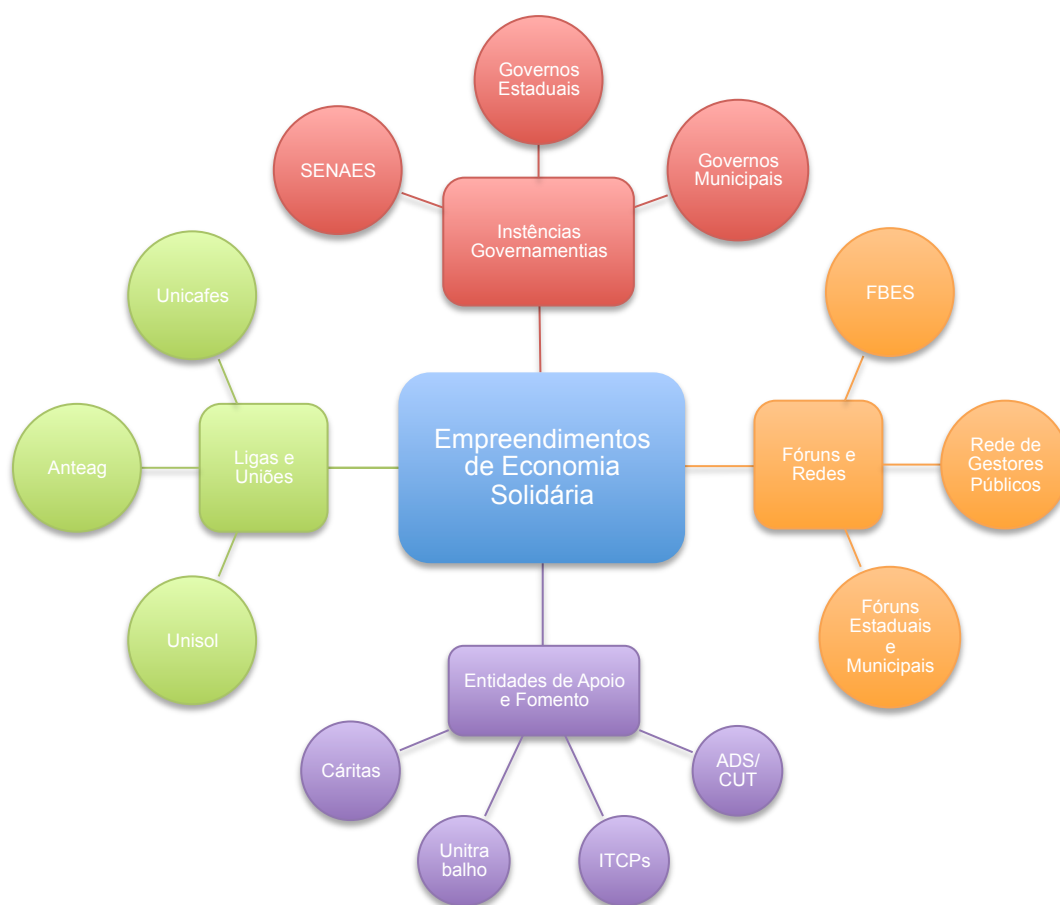 Governos
Estaduais
SENAES
Governos
Municipais
Instências
Governamentias
Unicafes
FBES
Anteag
Ligas e
Uniões
Empreendimentos
de Economia
Solidária
Fóruns e
Redes
Rede de
Gestores
Públicos
Unisol
Fóruns
Estaduais
e
Municipais
Entidades de Apoio
e Fomento
Cáritas
ADS/
CUT
Unitra
balho
ITCPs